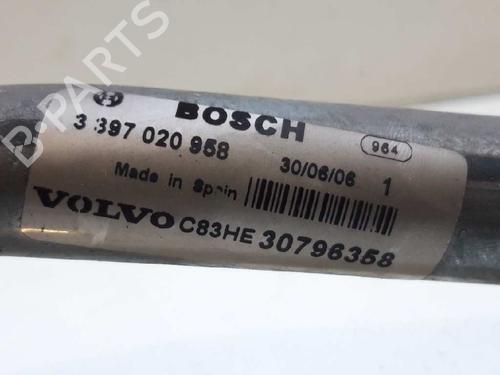 B-PARTS
BOSCH
3 397 020 958
964
30/06/06 1
Made in Spain
VOLVO C83HE 30796358